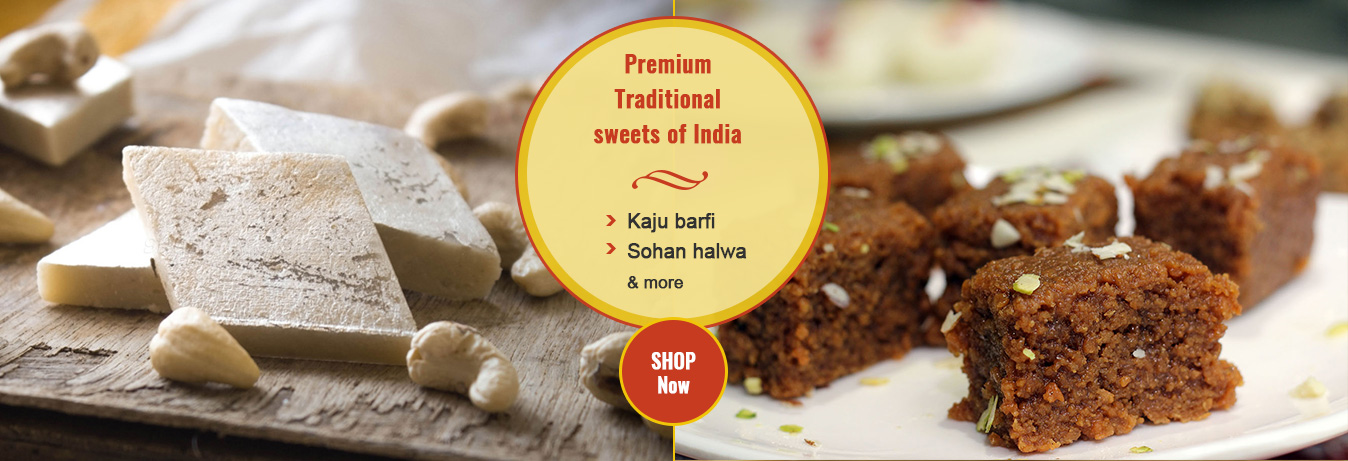 Premium
Traditional
sweets of India
Kaju barfi
Sohan halwa
& more
SHOP
Now